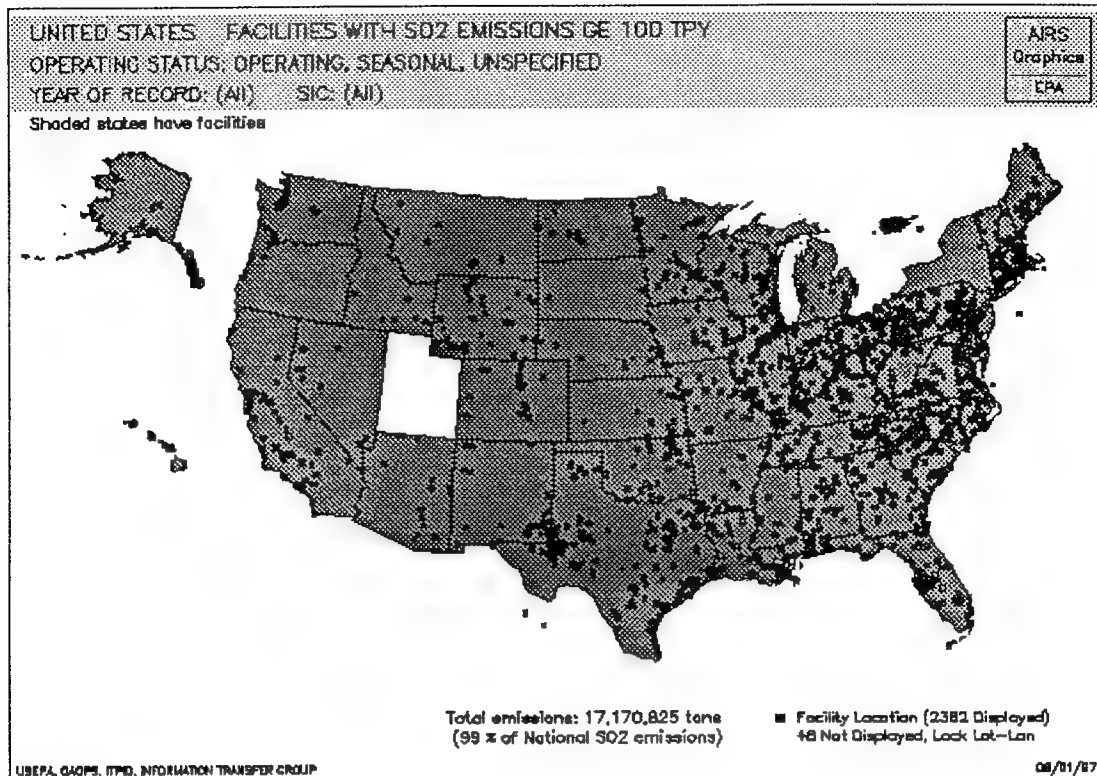 UNITED STATES: FACILITIES WITH SO2 EMISSIONS GE 100 TPY
OPERATING STATUS: OPERATING, SEASONAL, UNSPECIFIED
YEAR OF RECORD: (All) SIC: (All)
AIRS
Graphics
EPA
Shaded states have facilities
Total emissions: 17,170,825 tons
(99 % of National SO2 emissions)
Facility Location (2382 Displayed)
48 Not Displayed, Lack Lat-Lon
USEPA, OAQPS, ITPID, INFORMATION TRANSFER GROUP
/01/97